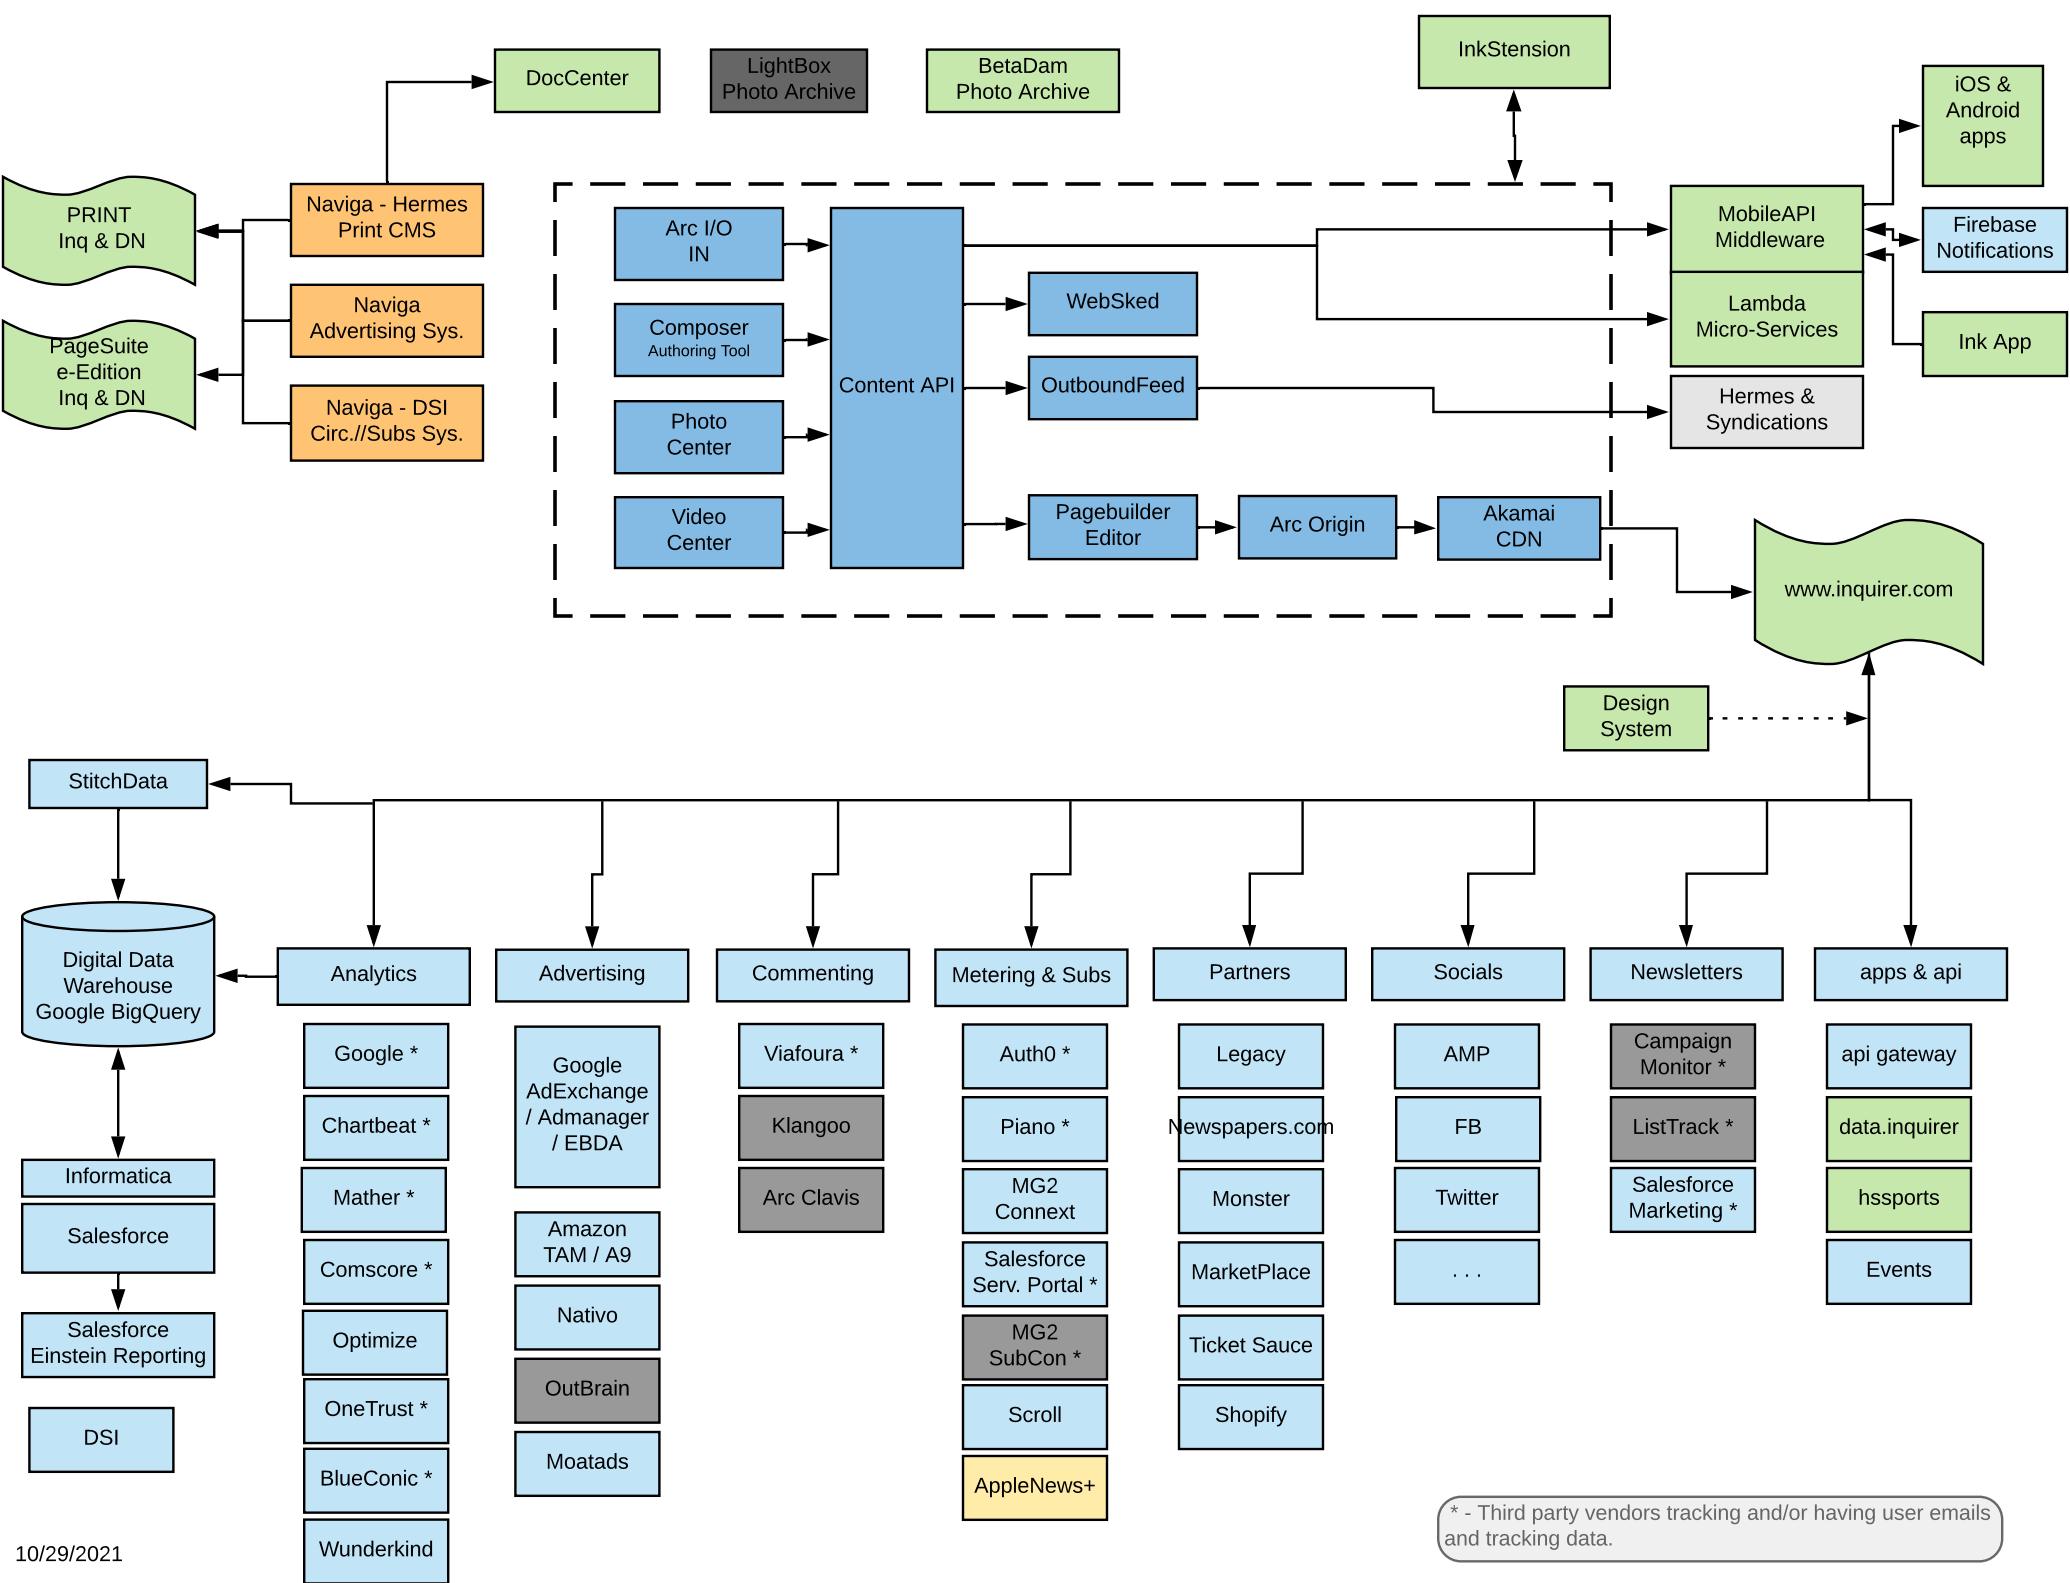 DocCenter
LightBox
Photo Archive
BetaDam
Photo Archive
InkStension
iOS &
Android
apps
PRINT
Inq & DN
Naviga - Hermes
Print CMS
Naviga
Advertising Sys.
PageSuite
e-Edition
Inq & DN
Naviga - DSI
Circ.//Subs Sys.
Arc I/O
IN
Composer
Authoring Tool
Photo
Center
Video
Center
Content API
WebSked
OutboundFeed
Pagebuilder
Editor
Arc Origin
Akamai
CDN
MobileAPI
Middleware
Lambda
Micro-Services
Hermes &
Syndications
Firebase
Notifications
Ink App
www.inquirer.com
Design
System
StitchData
Digital Data
Warehouse
Google BigQuery
Informatica
Salesforce
Salesforce
Einstein Reporting
DSI
Analytics
Google *
Chartbeat *
Mather *
Comscore *
Optimize
OneTrust *
BlueConic *
Wunderkind
Advertising
Google
AdExchange
/ Admanager
/ EBDA
Amazon
TAM / A9
Nativo
OutBrain
Moatads
Commenting
Viafoura *
Klangoo
Arc Clavis
Metering & Subs
Auth0 *
Piano *
MG2
Connext
Salesforce
Serv. Portal *
MG2
SubCon *
Scroll
AppleNews+
Partners
Legacy
Newspapers.com
Monster
MarketPlace
Ticket Sauce
Shopify
Socials
AMP
FB
Twitter
. . .
Newsletters
Campaign
Monitor *
ListTrack *
Salesforce
Marketing *
apps & api
api gateway
data.inquirer
hssports
Events
* - Third party vendors tracking and/or having user emails
and tracking data.
10/29/2021